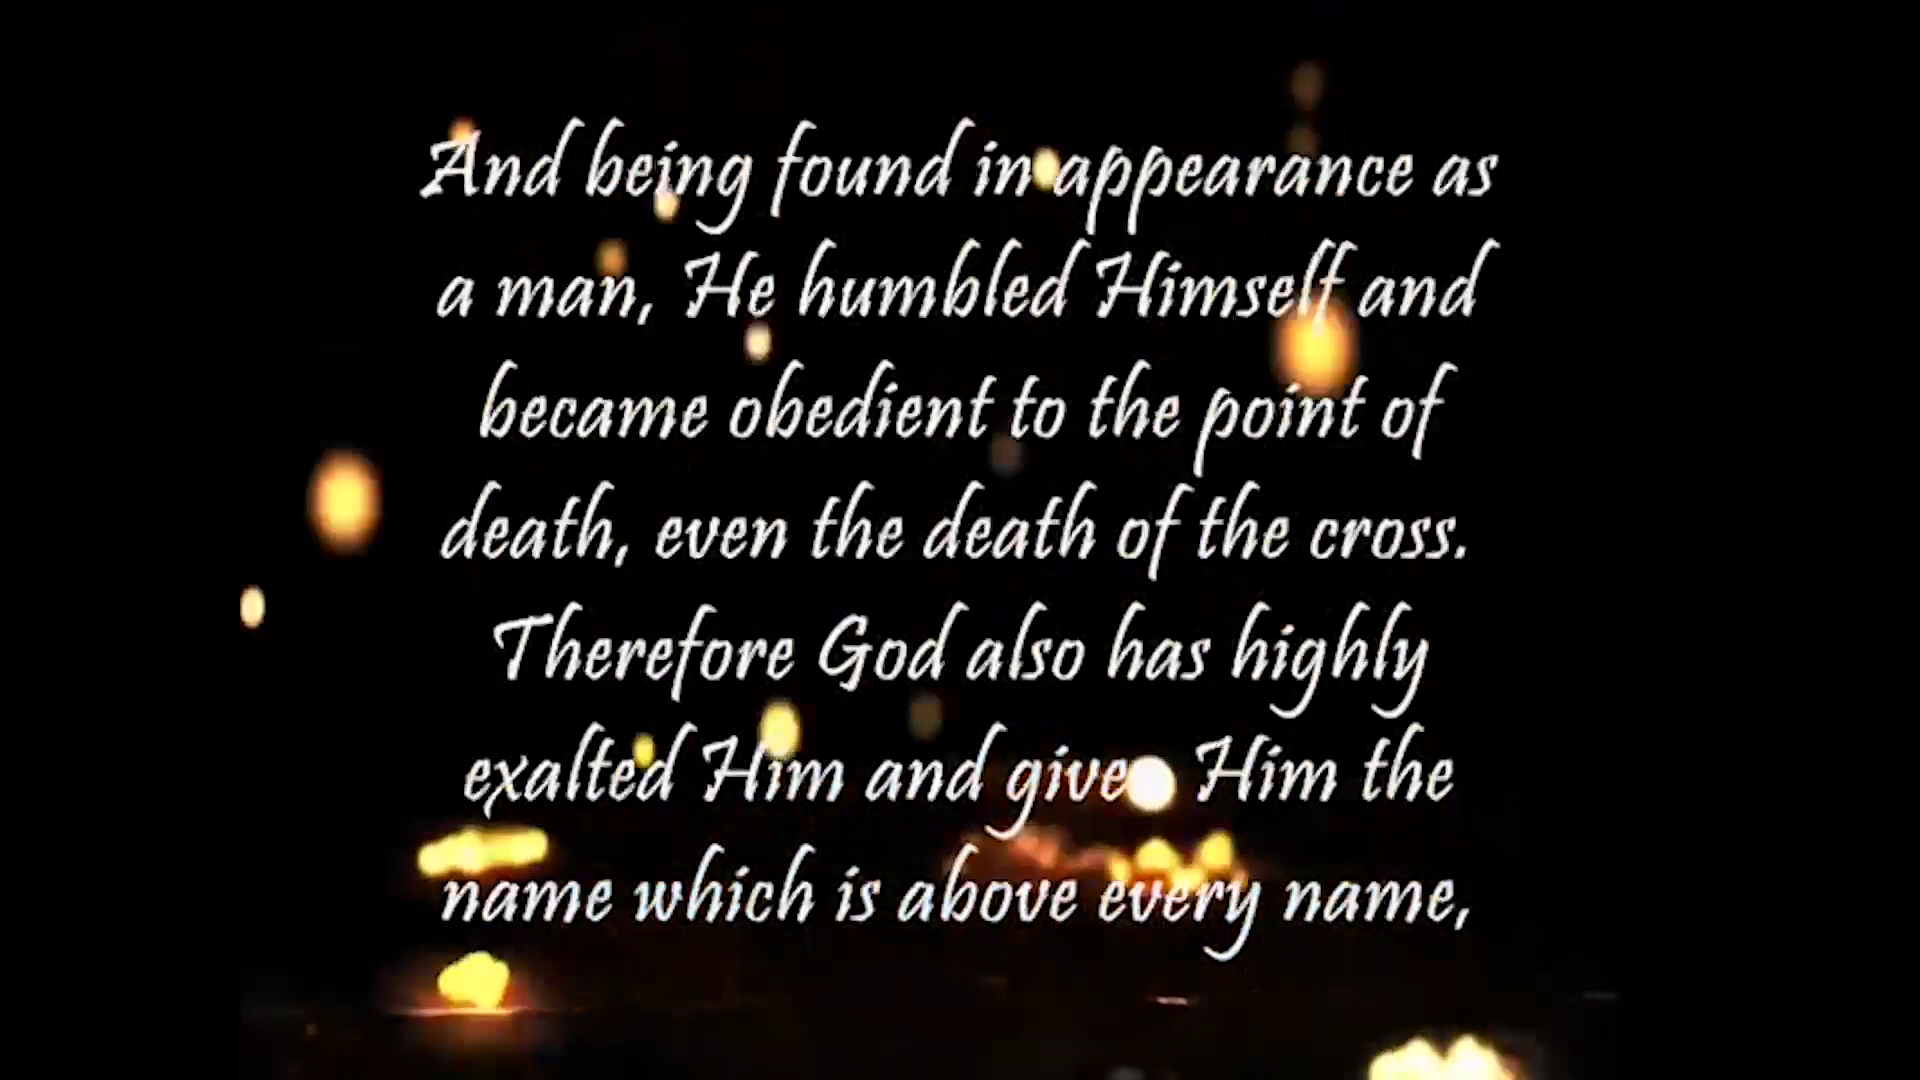 And being found in appearance as
a man, He humbled Himself and
became obedient to the point of
death, even the death of the cross.
Therefore God also has highly
exalted Him and given Him the
name which is above every name,